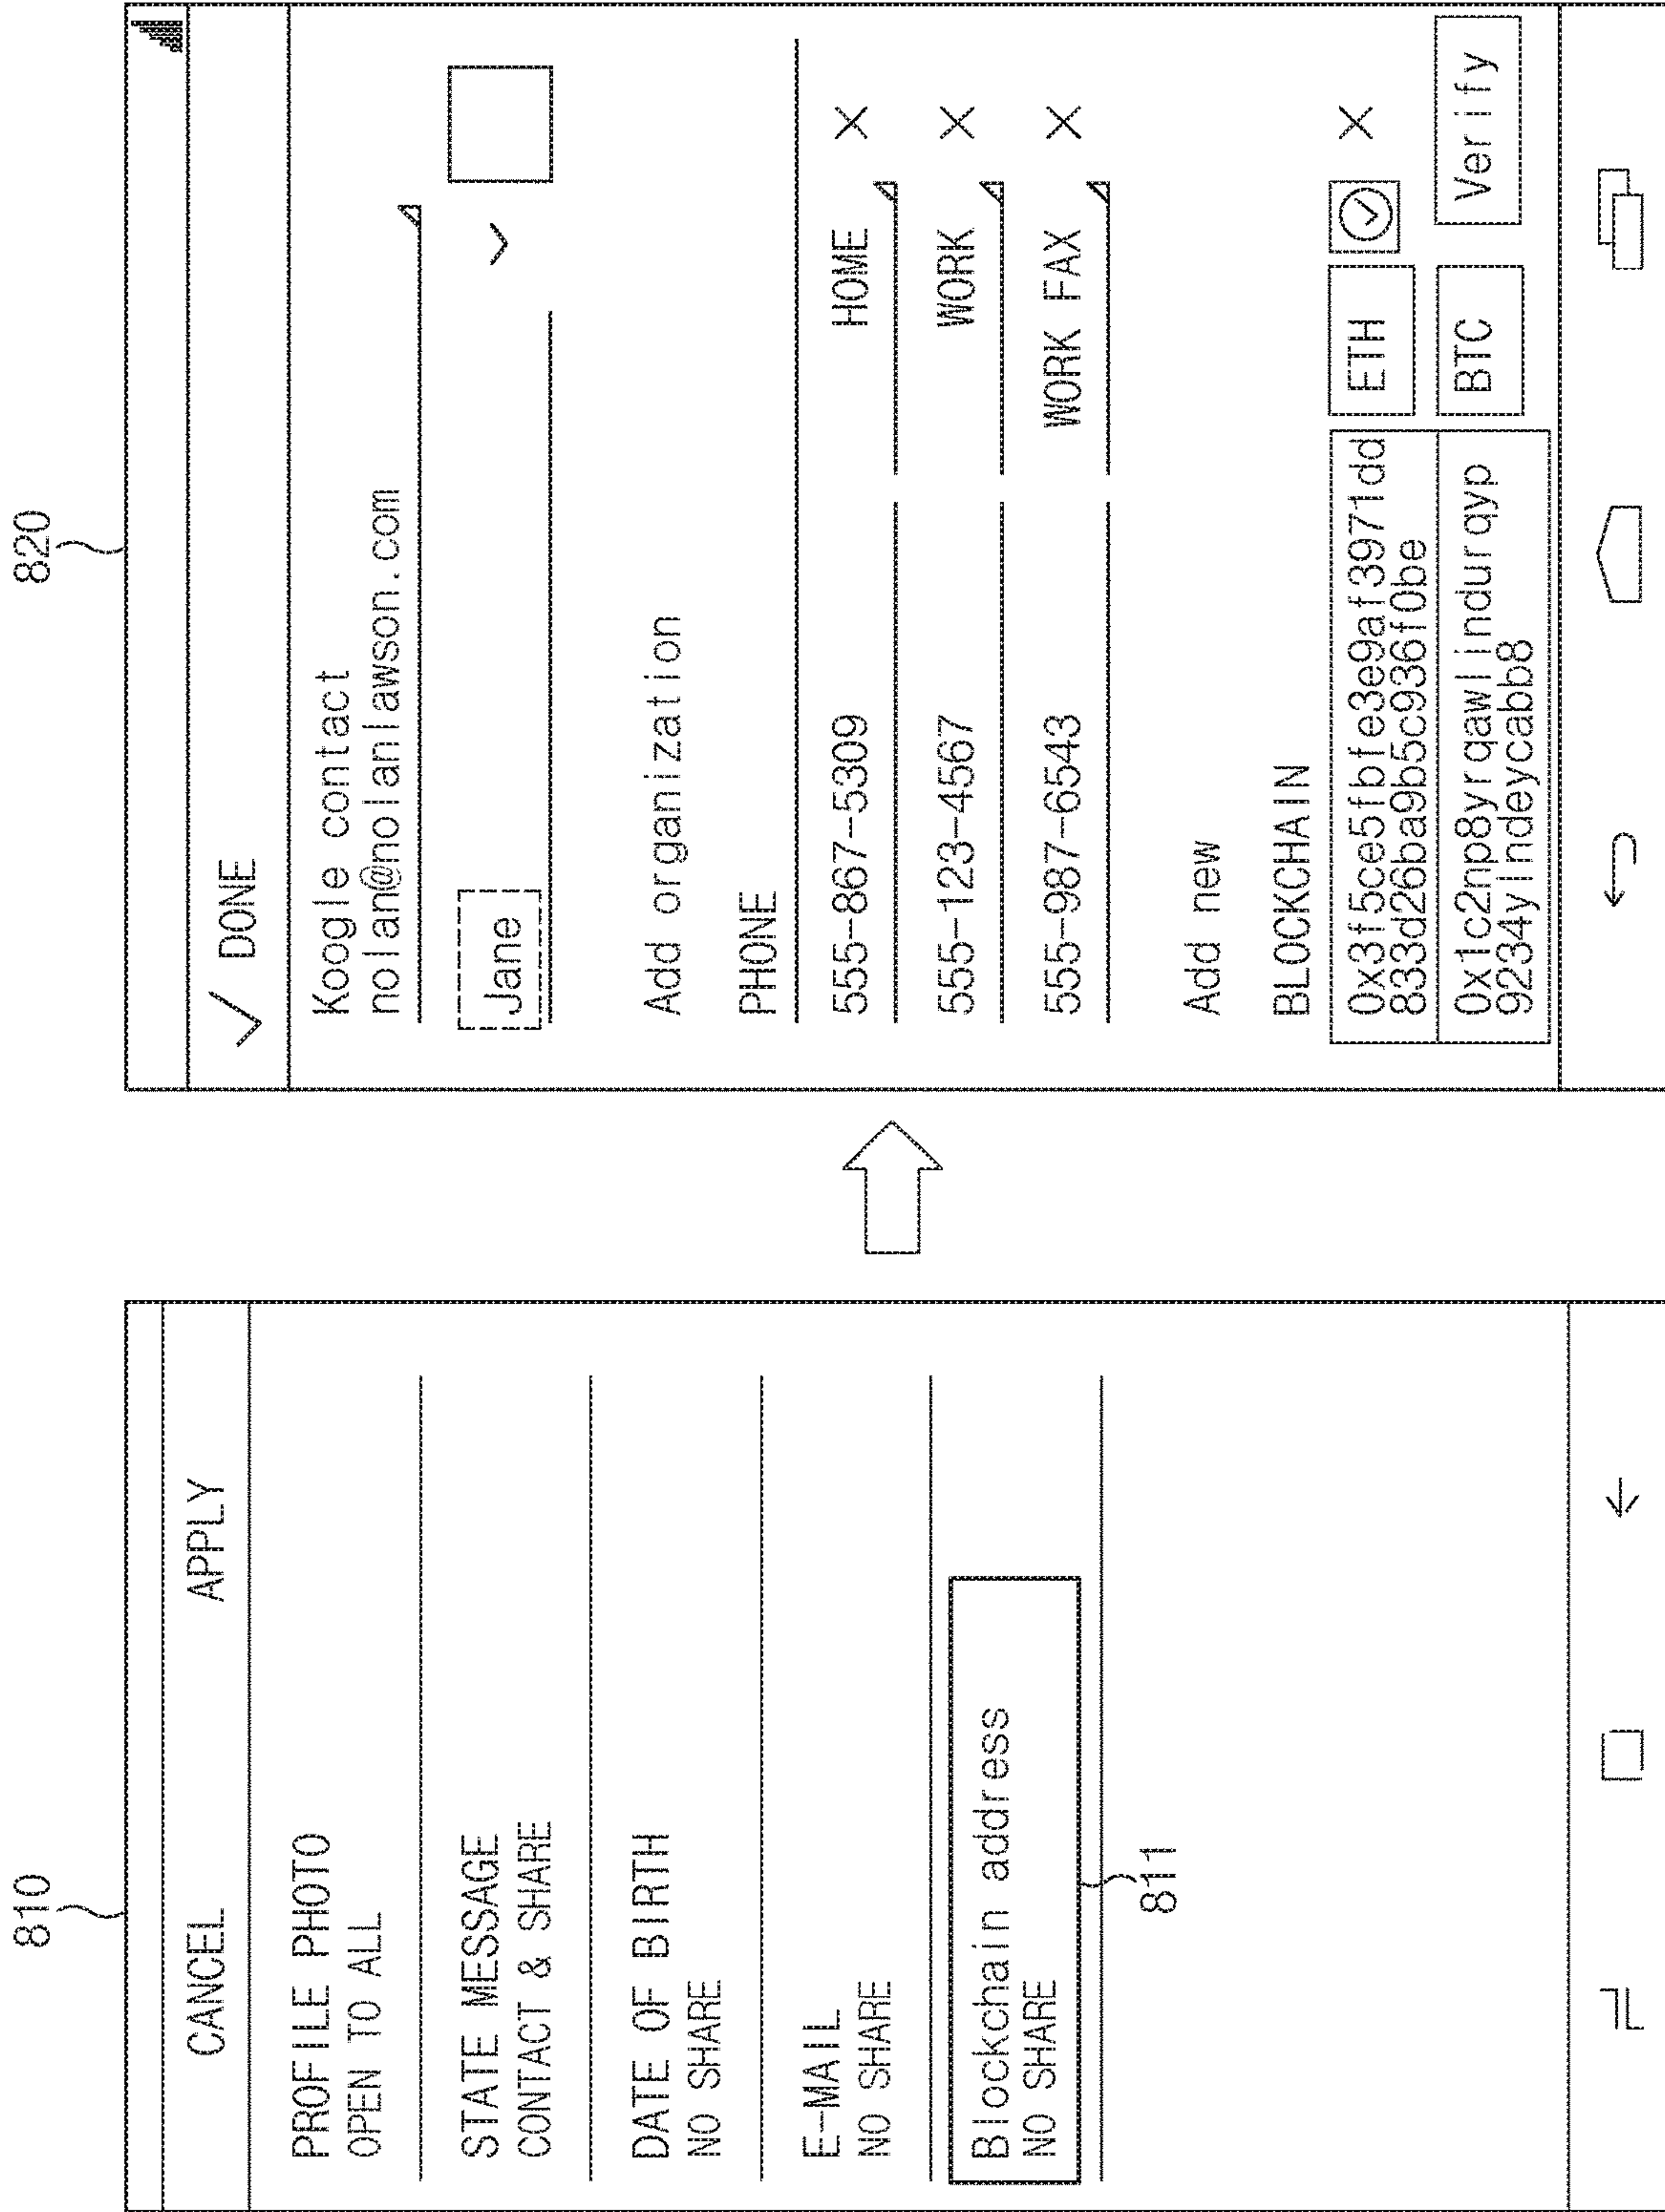 810
CANCEL APPLY
PROFILE PHOTO
OPEN TO ALL
STATE MESSAGE
CONTACT & SHARE
DATE OF BIRTH
NO SHARE
E-MAIL
NO SHARE
Blockchain address
NO SHARE
811
820
DONE
Koogle contact
nolan@nolanlawson.com
Jane
Add organization
PHONE
555-867-5309 HOME
555-123-4567 WORK
555-987-6543 WORK FAX
Add new
BLOCKCHAIN
0x3f5ce5fbfe3e9af3971dd ETH
833d26ba9b5c936f0be
0x1c2np8yrqawlindurqyp BTC Verify
9234ylndeycabb8